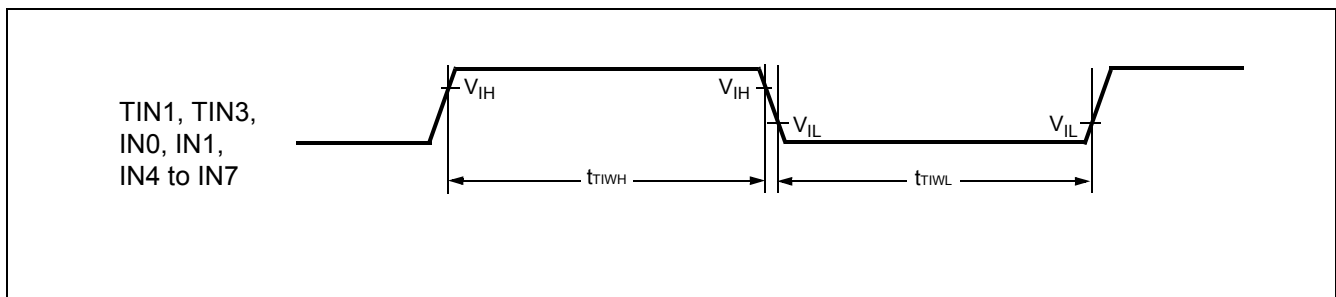 TIN1, TIN3,
IN0, IN1,
IN4 to IN7
VIH
VIH
VIL
VIL
tTIWH
tTIWL